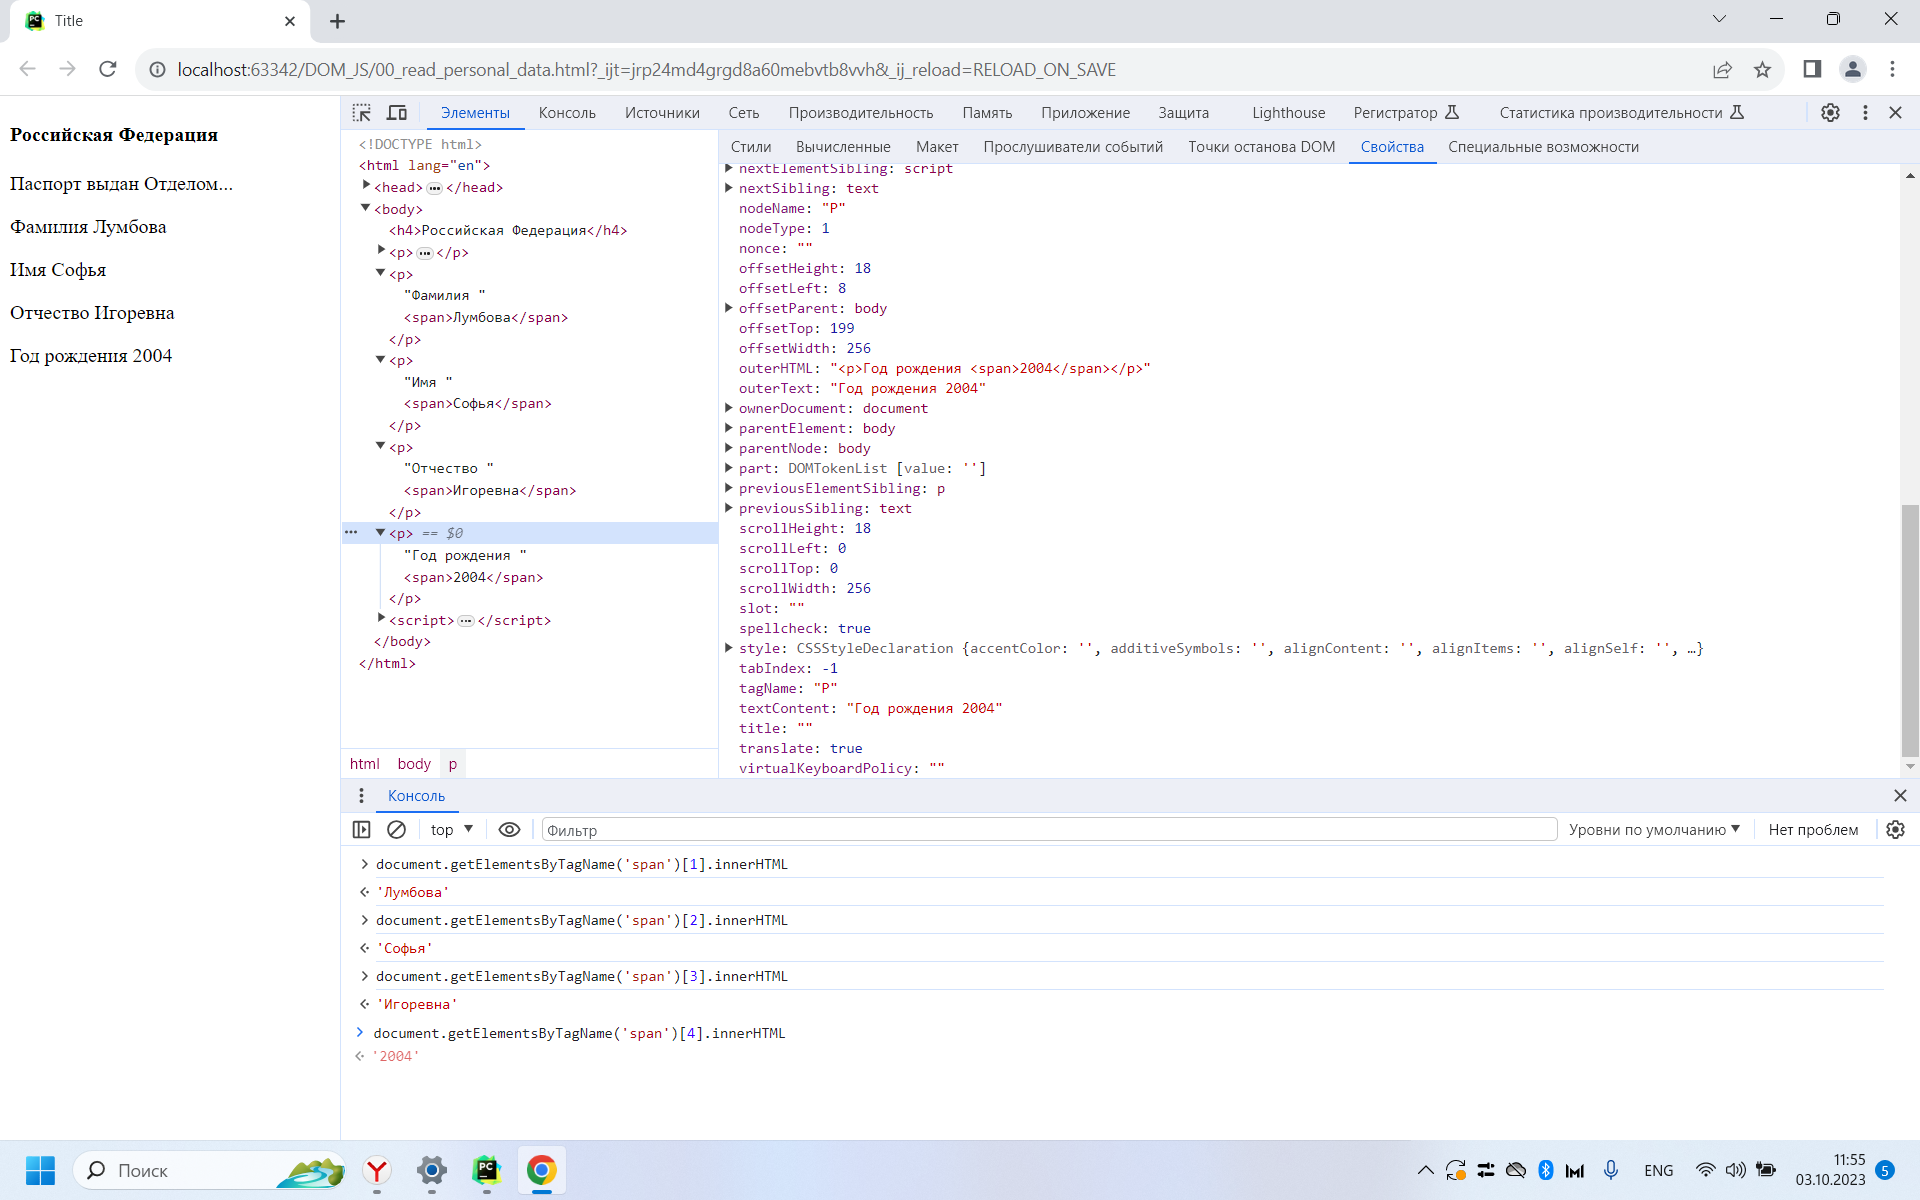 Title
localhost:63342/DOM_JS/00_read_personal_data.html?_ijt=jrp24md4grgd8a60mebvtb8vvh&_ij_reload=RELOAD_ON_SAVE
Российская Федерация
Паспорт выдан Отделом...
Фамилия Лумбова
Имя Софья
Отчество Игоревна
Год рождения 2004
Элементы Консоль Источники Сеть Производительность Память Приложение Защита Lighthouse Регистратор Статистика производительности
<!DOCTYPE html>
<html lang="en">
<head> ••• </head>
<body>
<h4>Российская Федерация</h4>
<p> ••• </p>
<p>
"Фамилия "
<span>Лумбова</span>
</p>
<p>
"Имя "
<span>Софья</span>
</p>
<p>
"Отчество "
<span>Игоревна</span>
</p>
••• <p> == $0
"Год рождения "
<span>2004</span>
</p>
<script> ••• </script>
</body>
</html>
html body p
Стили Вычисленные Макет Прослушиватели событий Точки останова DOM Свойства Специальные возможности
nextElementSibling: script
nextSibling: text
nodeName: "P"
nodeType: 1
nonce: ""
offsetHeight: 18
offsetLeft: 8
offsetParent: body
offsetTop: 199
offsetWidth: 256
outerHTML: "<p>Год рождения <span>2004</span></p>"
outerText: "Год рождения 2004"
ownerDocument: document
parentElement: body
parentNode: body
part: DOMTokenList [value: '']
previousElementSibling: p
previousSibling: text
scrollHeight: 18
scrollLeft: 0
scrollTop: 0
scrollWidth: 256
slot: ""
spellcheck: true
style: CSSStyleDeclaration {accentColor: '', additiveSymbols: '', alignContent: '', alignItems: '', alignSelf: '', …}
tabIndex: -1
tagName: "P"
textContent: "Год рождения 2004"
title: ""
translate: true
virtualKeyboardPolicy: ""
Консоль
top Фильтр Уровни по умолчанию Нет проблем
> document.getElementsByTagName('span')[1].innerHTML
'Лумбова'
> document.getElementsByTagName('span')[2].innerHTML
'Софья'
> document.getElementsByTagName('span')[3].innerHTML
'Игоревна'
> document.getElementsByTagName('span')[4].innerHTML
'2004'
Поиск
PC
ENG
11:55
03.10.2023
5